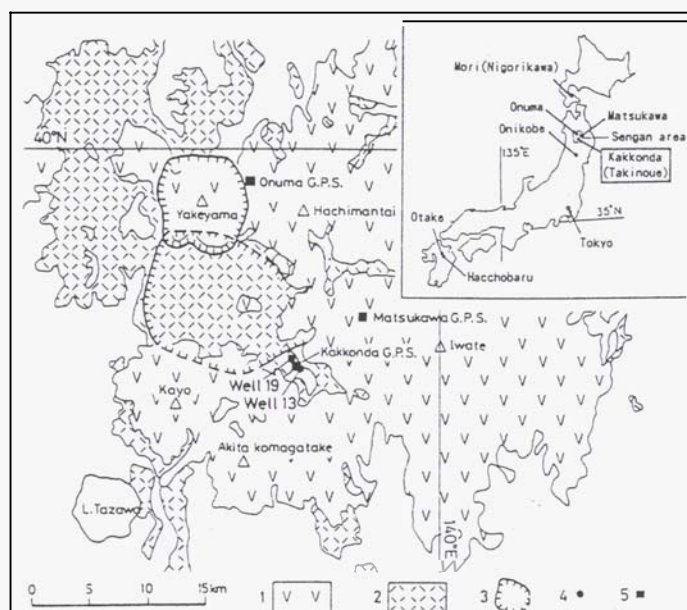 40°N
Onuma G.P.S.
Yakeyama
Hachimantai
Matsukawa G.P.S.
Kakkonda G.P.S.
Iwate
Well 19
Well 13
Kayo
Akita komagatake
L.Tazawa
140°E
Mori(Nigorikawa)
Onuma
Matsukawa
Onikobe
Sengan area
135°E
Kakkonda
(Takinoue)
35°N
Otake
Tokyo
Hacchobaru
0 5 10 15km
1 V V 2 3 4 5